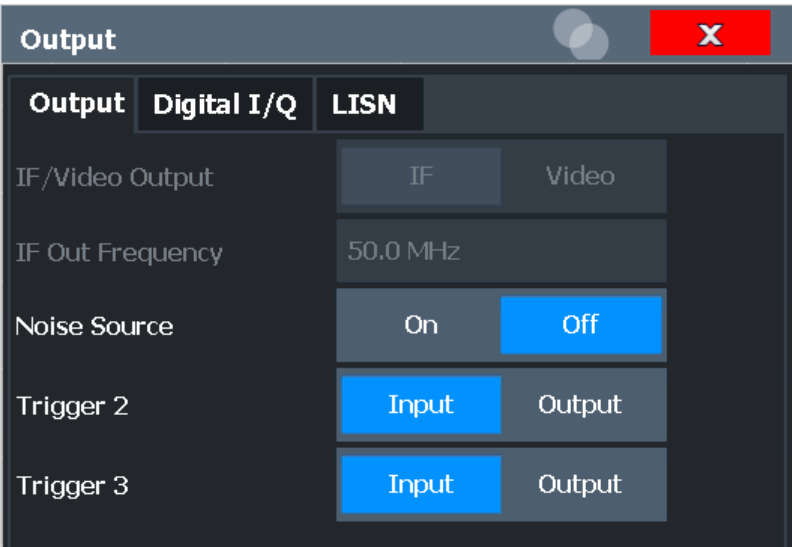 Output X
Output Digital I/Q LISN
IF/Video Output IF Video
IF Out Frequency 50.0 MHz
Noise Source On Off
Trigger 2 Input Output
Trigger 3 Input Output